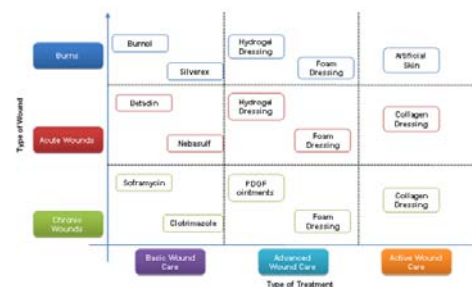 Type of Wound
Burns
Burnol
Silverex
Hydrogel
Dressing
Foam
Dressing
Artificial
Skin
Acute Wounds
Betadin
Nebasulf
Hydrogel
Dressing
Foam
Dressing
Collagen
Dressing
Chronic
Wounds
Soframycin
Clotrimazole
PDGF
ointments
Foam
Dressing
Collagen
Dressing
Basic Wound
Care
Advanced
Wound Care
Active Wound
Care
Type of Treatment